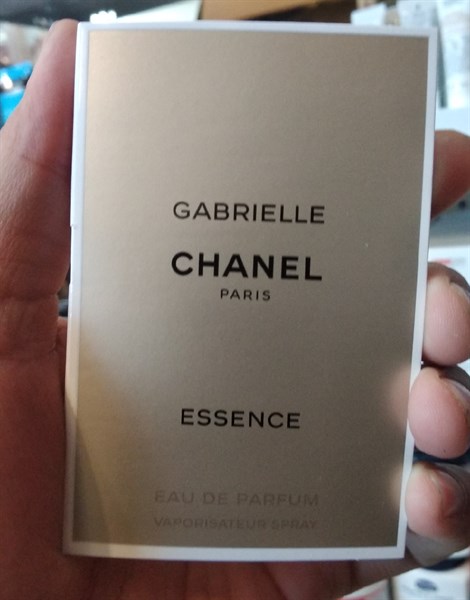 GABRIELLE
CHANEL
PARIS
ESSENCE
EAU DE PARFUM
VAPORISATEUR SPRAY